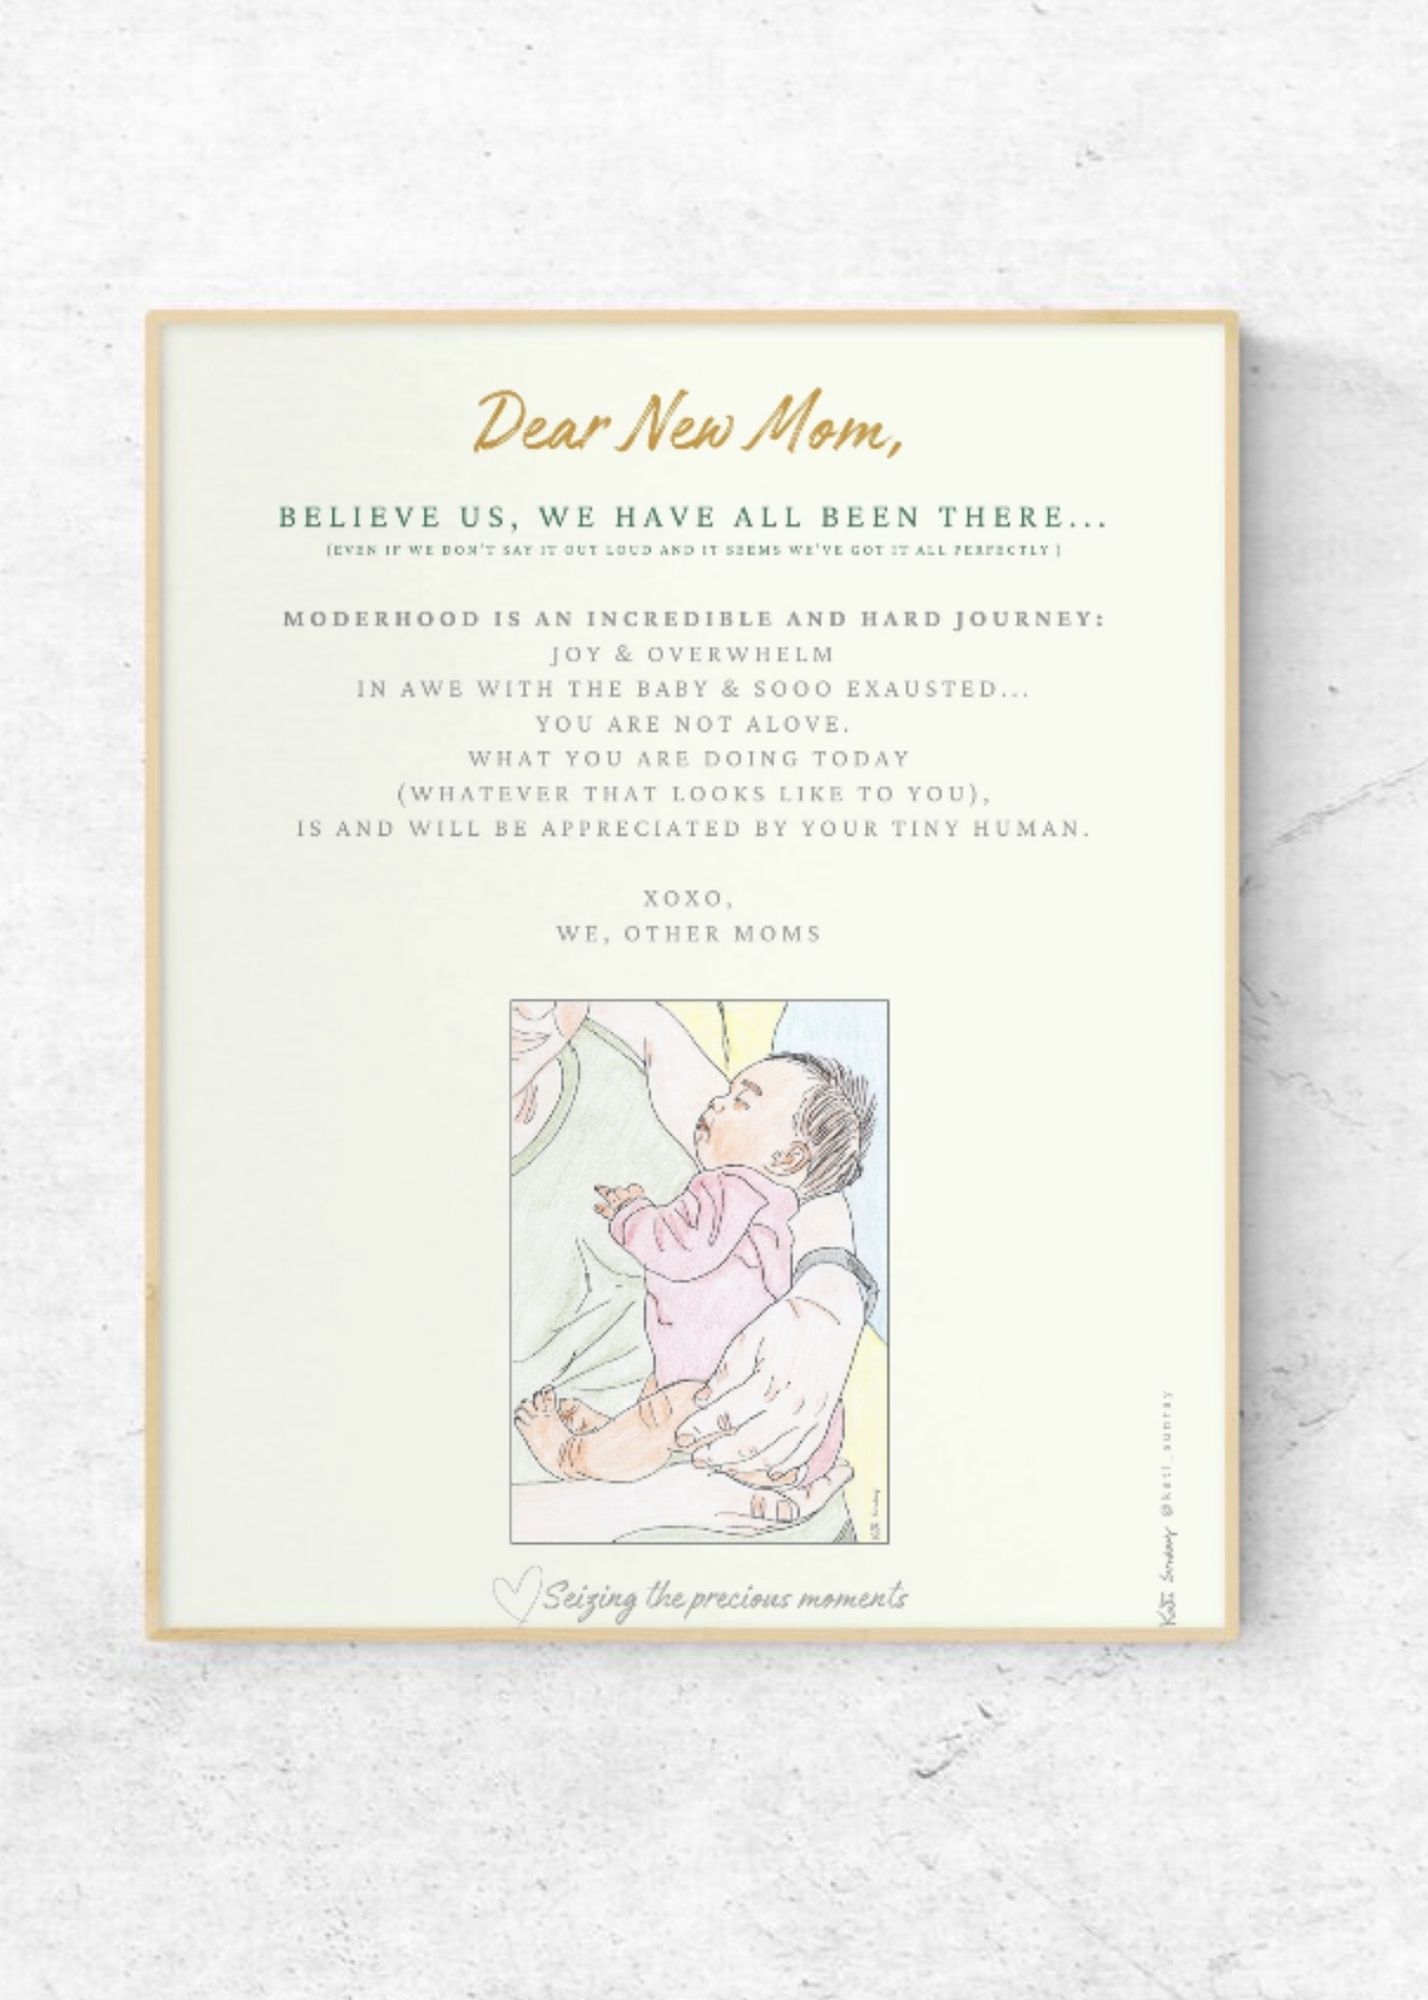 Dear New Mom,
BELIEVE US, WE HAVE ALL BEEN THERE...
(EVEN IF WE DON'T SAY IT OUT LOUD AND IT SEEMS WE'VE GOT IT ALL PERFECTLY )
MODERHOOD IS AN INCREDIBLE AND HARD JOURNEY:
JOY & OVERWHELM
IN AWE WITH THE BABY & SOOO EXAUSTED...
YOU ARE NOT ALOVE.
WHAT YOU ARE DOING TODAY
(WHATEVER THAT LOOKS LIKE TO YOU),
IS AND WILL BE APPRECIATED BY YOUR TINY HUMAN.
XOXO,
WE, OTHER MOMS
Seizing the precious moments
Kati Sunray @kati_sunray